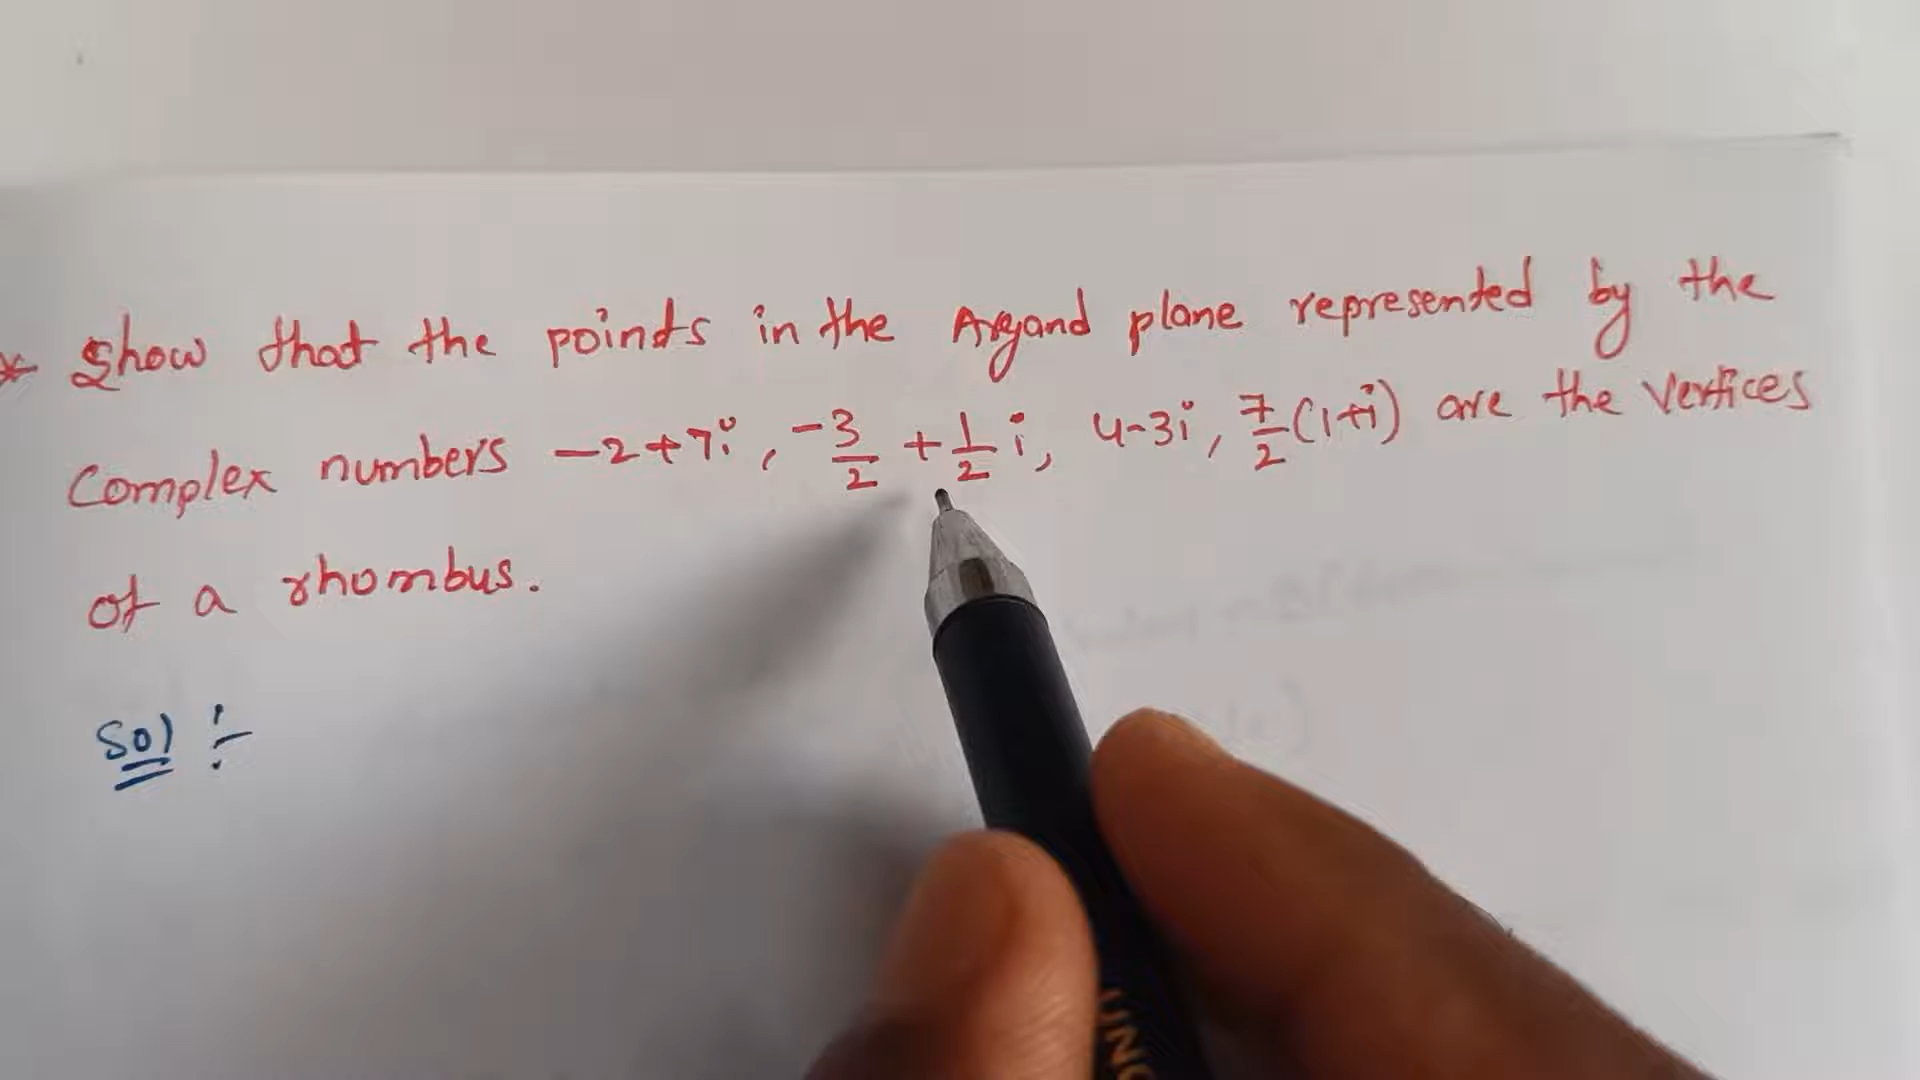 * Show that the points in the Argand plane represented by the
Complex numbers -2+7i, -3/2 + 1/2 i, 4-3i, 7/2 (1+i) are the vertices
of a rhombus.
Sol :-
UNO